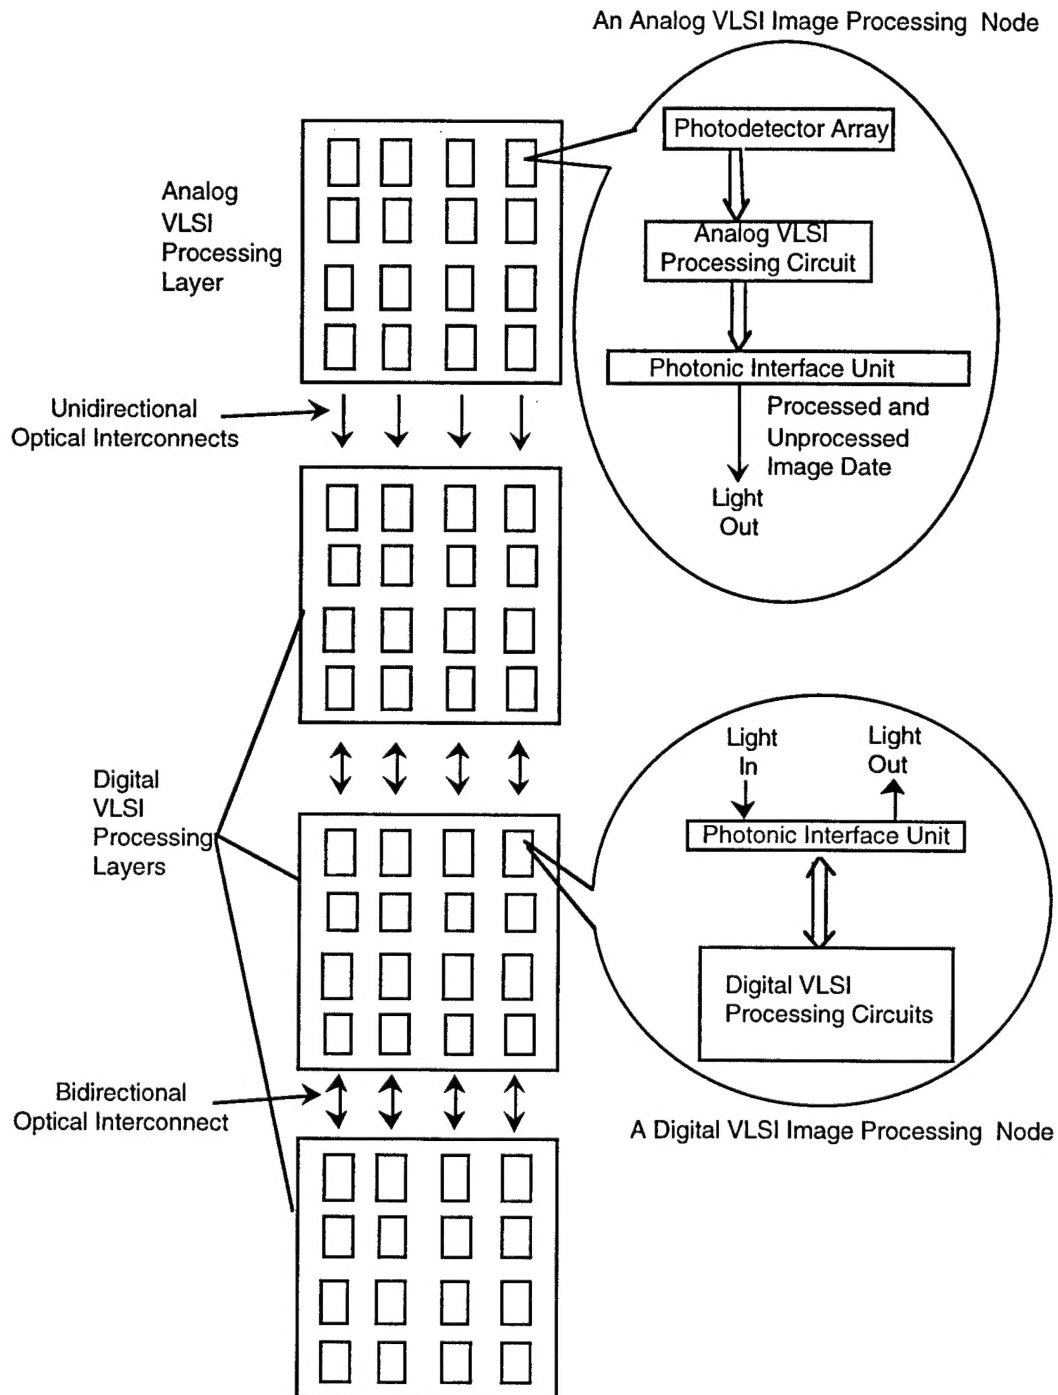 An Analog VLSI Image Processing Node
Photodetector Array
Analog VLSI
Processing Circuit
Photonic Interface Unit
Processed and
Unprocessed
Image Date
Light
Out
Analog
VLSI
Processing
Layer
Unidirectional
Optical Interconnects
Digital
VLSI
Processing
Layers
Light
In
Light
Out
Photonic Interface Unit
Digital VLSI
Processing Circuits
A Digital VLSI Image Processing Node
Bidirectional
Optical Interconnect